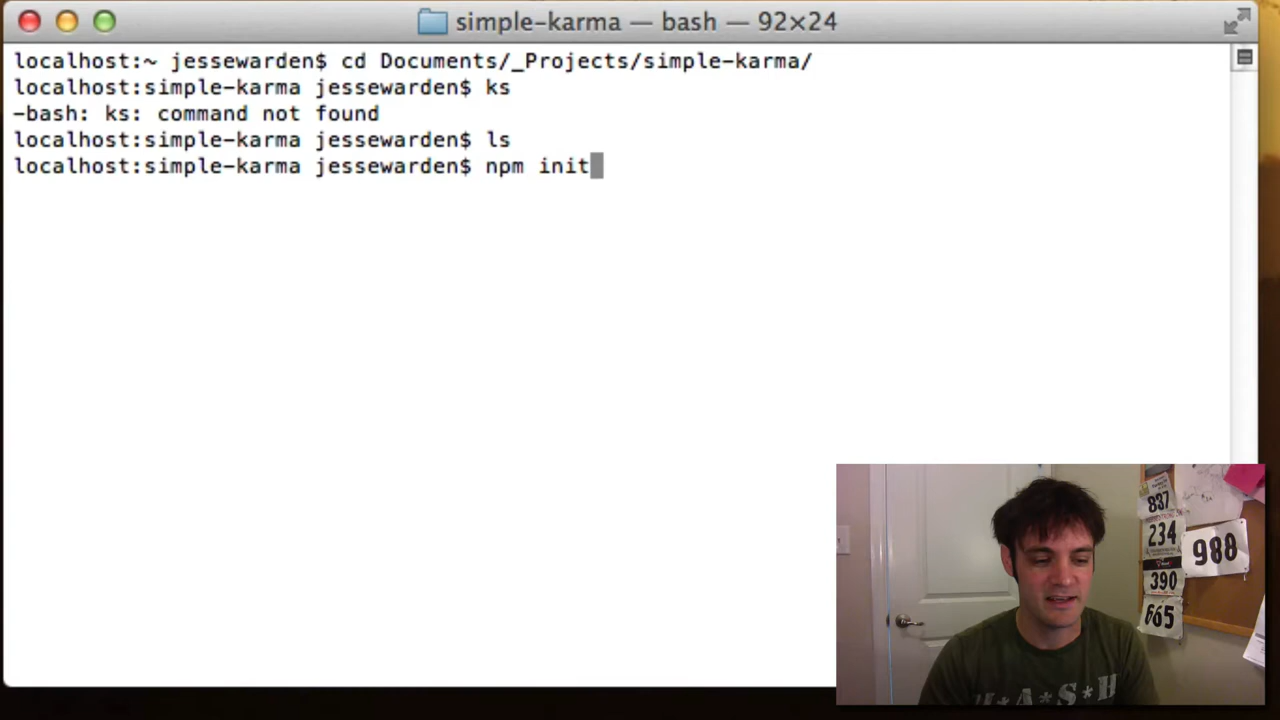 simple-karma — bash — 92×24
localhost:~ jessewarden$ cd Documents/_Projects/simple-karma/
localhost:simple-karma jessewarden$ ks
-bash: ks: command not found
localhost:simple-karma jessewarden$ ls
localhost:simple-karma jessewarden$ npm init
837
234
988
390
665
M*A*S*H